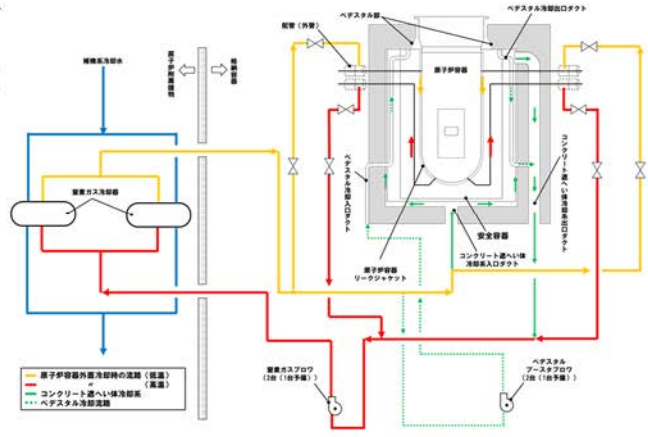 ペデスタル部
ペデスタル冷却出口ダクト
配管(外管)
補機系冷却水
原子炉附属建物
格納容器
原子炉容器
窒素ガス冷却器
ペデスタル冷却入口ダクト
コンクリート遮へい体
冷却系出口ダクト
安全容器
コンクリート遮へい体
冷却系入口ダクト
原子炉容器
リークジャケット
原子炉容器外面冷却時の流路(低温)
〃 (高温)
コンクリート遮へい体冷却系
ペデスタル冷却流路
窒素ガスブロワ
(2台(1台予備))
ペデスタル
ブースタブロワ
(2台(1台予備))